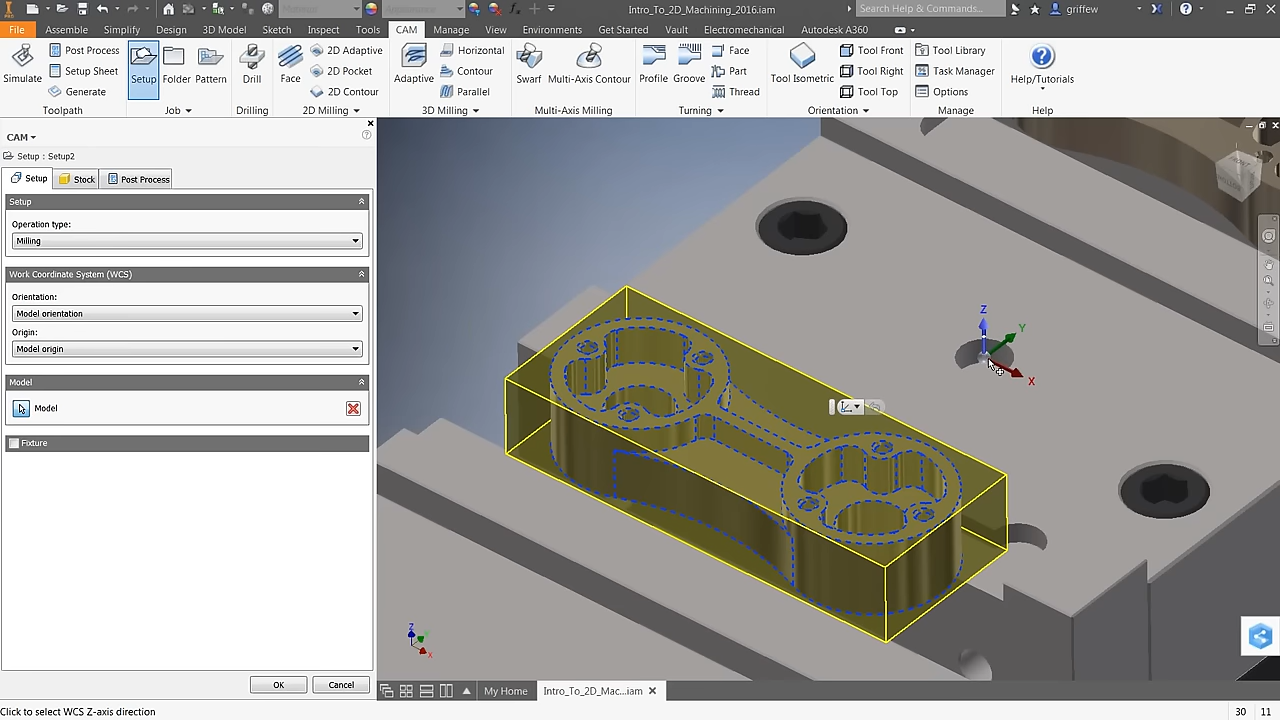 Intro_To_2D_Machining_2016.iam
Search Help & Commands...
griffew
File
Assemble
Simplify
Design
3D Model
Sketch
Inspect
Tools
CAM
Manage
View
Environments
Get Started
Vault
Electromechanical
Autodesk A360
Simulate
Post Process
Setup Sheet
Generate
Toolpath
Setup
Folder
Pattern
Job
Drill
Drilling
Face
2D Adaptive
2D Pocket
2D Contour
2D Milling
Adaptive
Horizontal
Contour
Parallel
3D Milling
Swarf
Multi-Axis Contour
Multi-Axis Milling
Profile
Groove
Face
Part
Thread
Turning
Tool Isometric
Tool Front
Tool Right
Tool Top
Orientation
Tool Library
Task Manager
Options
Manage
Help/Tutorials
Help
CAM
Setup : Setup2
Setup
Stock
Post Process
Setup
Operation type:
Milling
Work Coordinate System (WCS)
Orientation:
Model orientation
Origin:
Model origin
Model
Model
Fixture
OK
Cancel
Z
Y
X
Z
X
My Home
Intro_To_2D_Mac...iam
Click to select WCS Z-axis direction
30
11